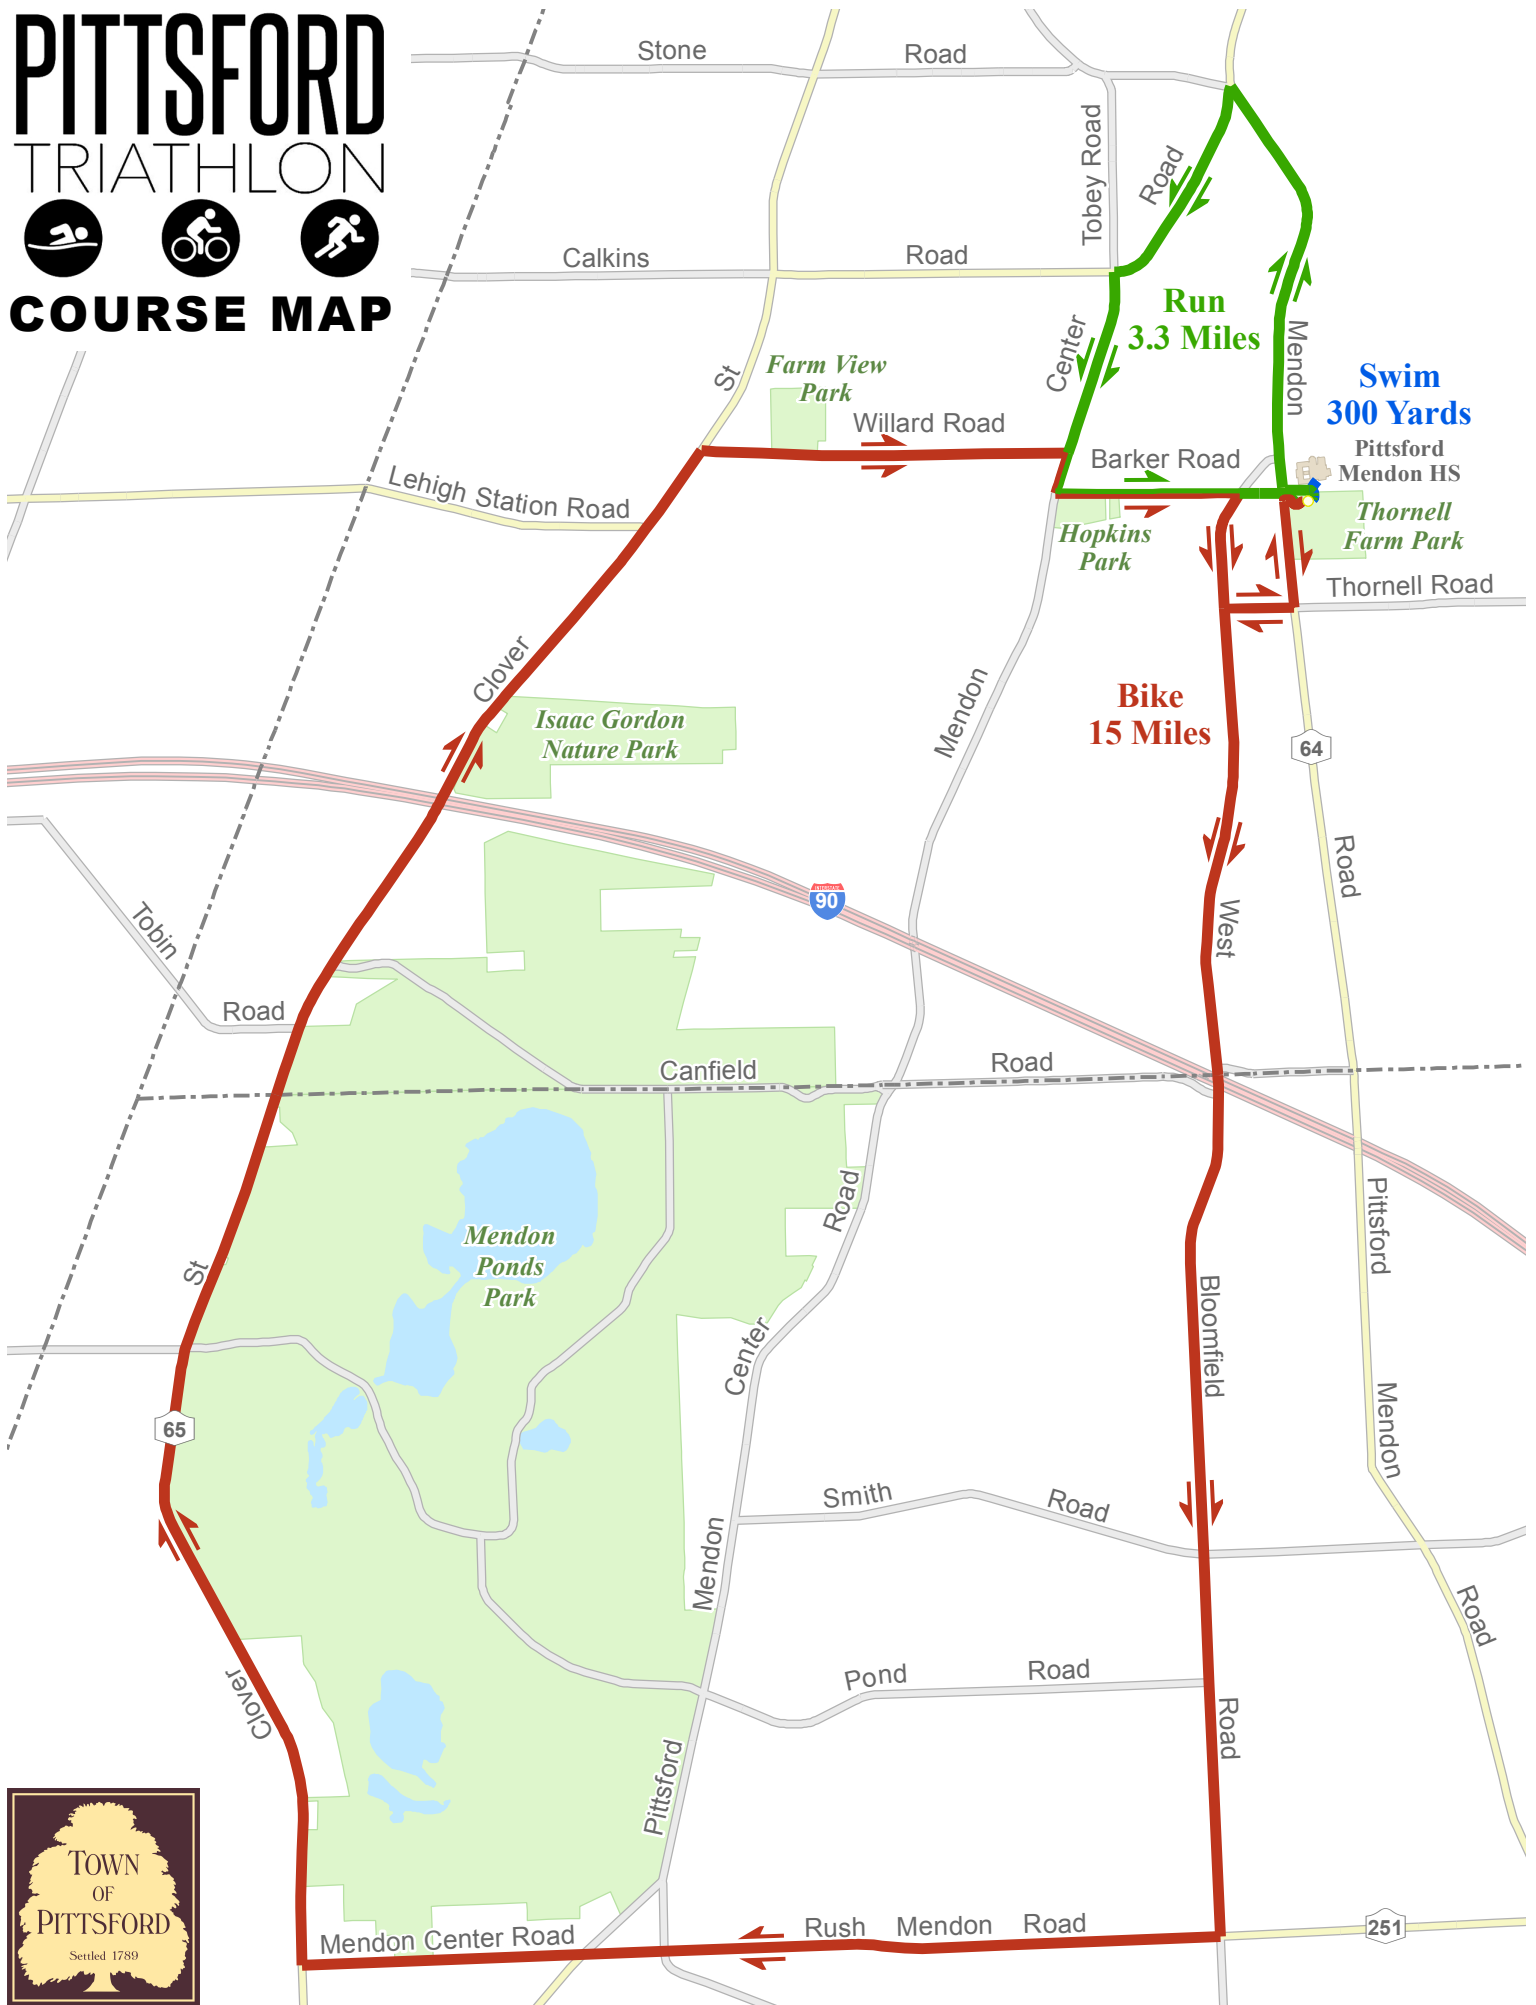 PITTSFORD
TRIATHLON
COURSE MAP
Stone Road
Tobey Road
Road
Calkins Road
Run
3.3 Miles
Center
Mendon
Swim
300 Yards
Pittsford
Mendon HS
St
Farm View
Park
Willard Road
Barker Road
Lehigh Station Road
Hopkins
Park
Thornell
Farm Park
Thornell Road
Clover
Isaac Gordon
Nature Park
Mendon
Bike
15 Miles
64
Road
INTERSTATE
90
West
Tobin
Road
Canfield Road
Road
Pittsford
Mendon
Ponds
Park
St
Center
Bloomfield
Mendon
65
Smith Road
Mendon
Road
Clover
Pond Road
Road
Pittsford
TOWN
OF
PITTSFORD
Settled 1789
Mendon Center Road
Rush Mendon Road
251